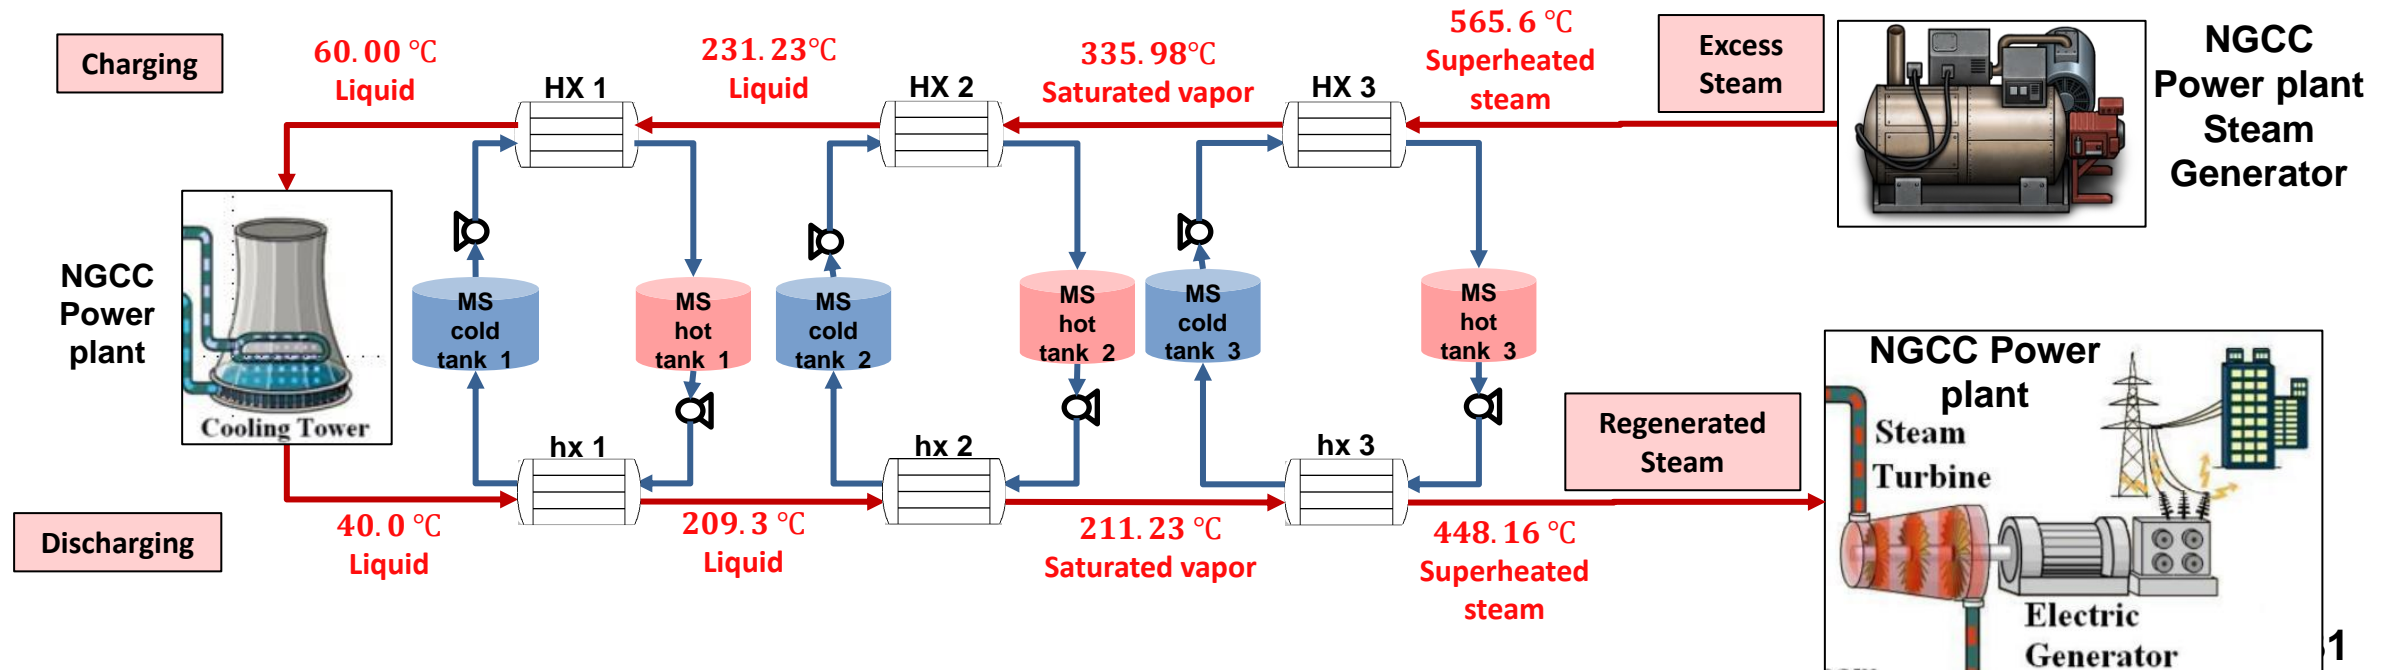 Charging
60.00 ℃
Liquid
231.23℃
Liquid
335.98℃
Saturated vapor
565.6 ℃
Superheated
steam
Excess
Steam
NGCC
Power plant
Steam
Generator
HX 1
HX 2
HX 3
NGCC
Power
plant
Cooling Tower
MS
cold
tank 1
MS
hot
tank 1
MS
cold
tank 2
MS
hot
tank 2
MS
cold
tank 3
MS
hot
tank 3
hx 1
hx 2
hx 3
Discharging
40.0 ℃
Liquid
209.3 ℃
Liquid
211.23 ℃
Saturated vapor
448.16 ℃
Superheated
steam
Regenerated
Steam
NGCC Power
plant
Steam
Turbine
Electric
Generator
1